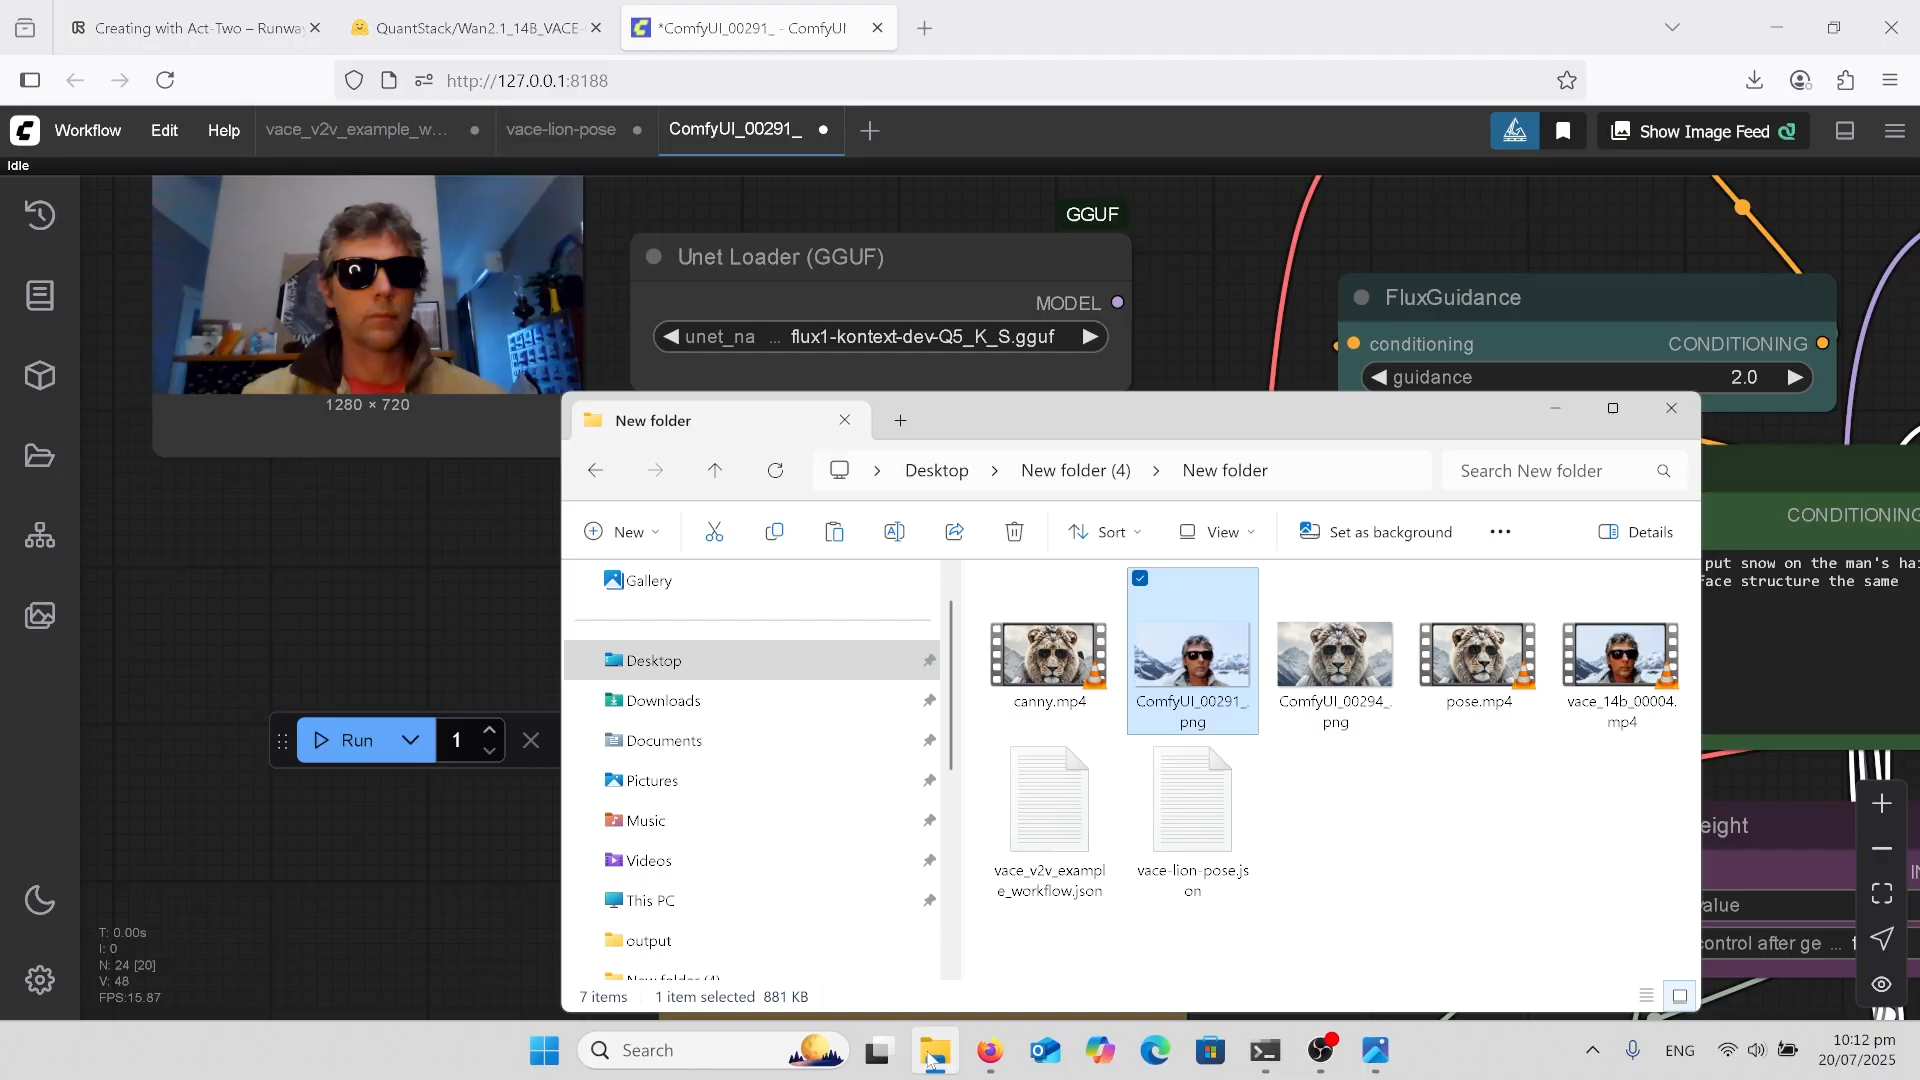 Creating with Act-Two – Runway
QuantStack/Wan2.1_14B_VACE-
*ComfyUI_00291_ - ComfyUI
http://127.0.0.1:8188
Workflow
Edit
Help
vace_v2v_example_w...
vace-lion-pose
ComfyUI_00291_
Show Image Feed
Idle
GGUF
Unet Loader (GGUF)
MODEL
unet_na ... flux1-kontext-dev-Q5_K_S.gguf
1280 × 720
FluxGuidance
conditioning
CONDITIONING
guidance
2.0
CONDITIONING
put snow on the man's hai
face structure the same
eight
value
control after ge ...
Run
1
T: 0.00s
I: 0
N: 24 [20]
V: 48
FPS:15.87
New folder
Desktop
New folder (4)
New folder
Search New folder
New
Sort
View
Set as background
Details
Gallery
Desktop
Downloads
Documents
Pictures
Music
Videos
This PC
output
New folder (4)
canny.mp4
ComfyUI_00291_.
png
ComfyUI_00294_.
png
pose.mp4
vace_14b_00004.
mp4
vace_v2v_exampl
e_workflow.json
vace-lion-pose.js
on
7 items
1 item selected 881 KB
Search
ENG
10:12 pm
20/07/2025